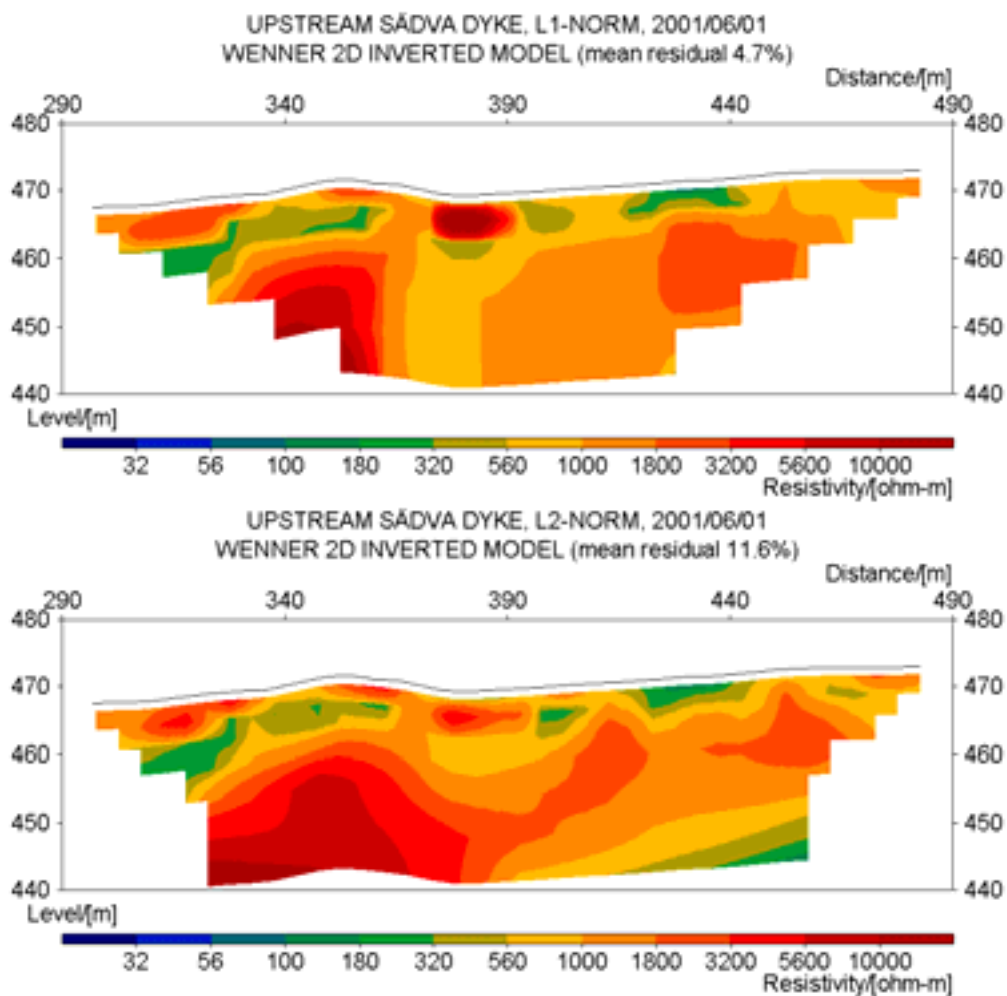 UPSTREAM SÄDVA DYKE, L1-NORM, 2001/06/01
WENNER 2D INVERTED MODEL (mean residual 4.7%)
Distance/[m]
290 340 390 440 490
480 480
470 470
460 460
450 450
440 440
Level/[m]
32 56 100 180 320 560 1000 1800 3200 5600 10000
Resistivity/[ohm-m]
UPSTREAM SÄDVA DYKE, L2-NORM, 2001/06/01
WENNER 2D INVERTED MODEL (mean residual 11.6%)
Distance/[m]
290 340 390 440 490
480 480
470 470
460 460
450 450
440 440
Level/[m]
32 56 100 180 320 560 1000 1800 3200 5600 10000
Resistivity/[ohm-m]